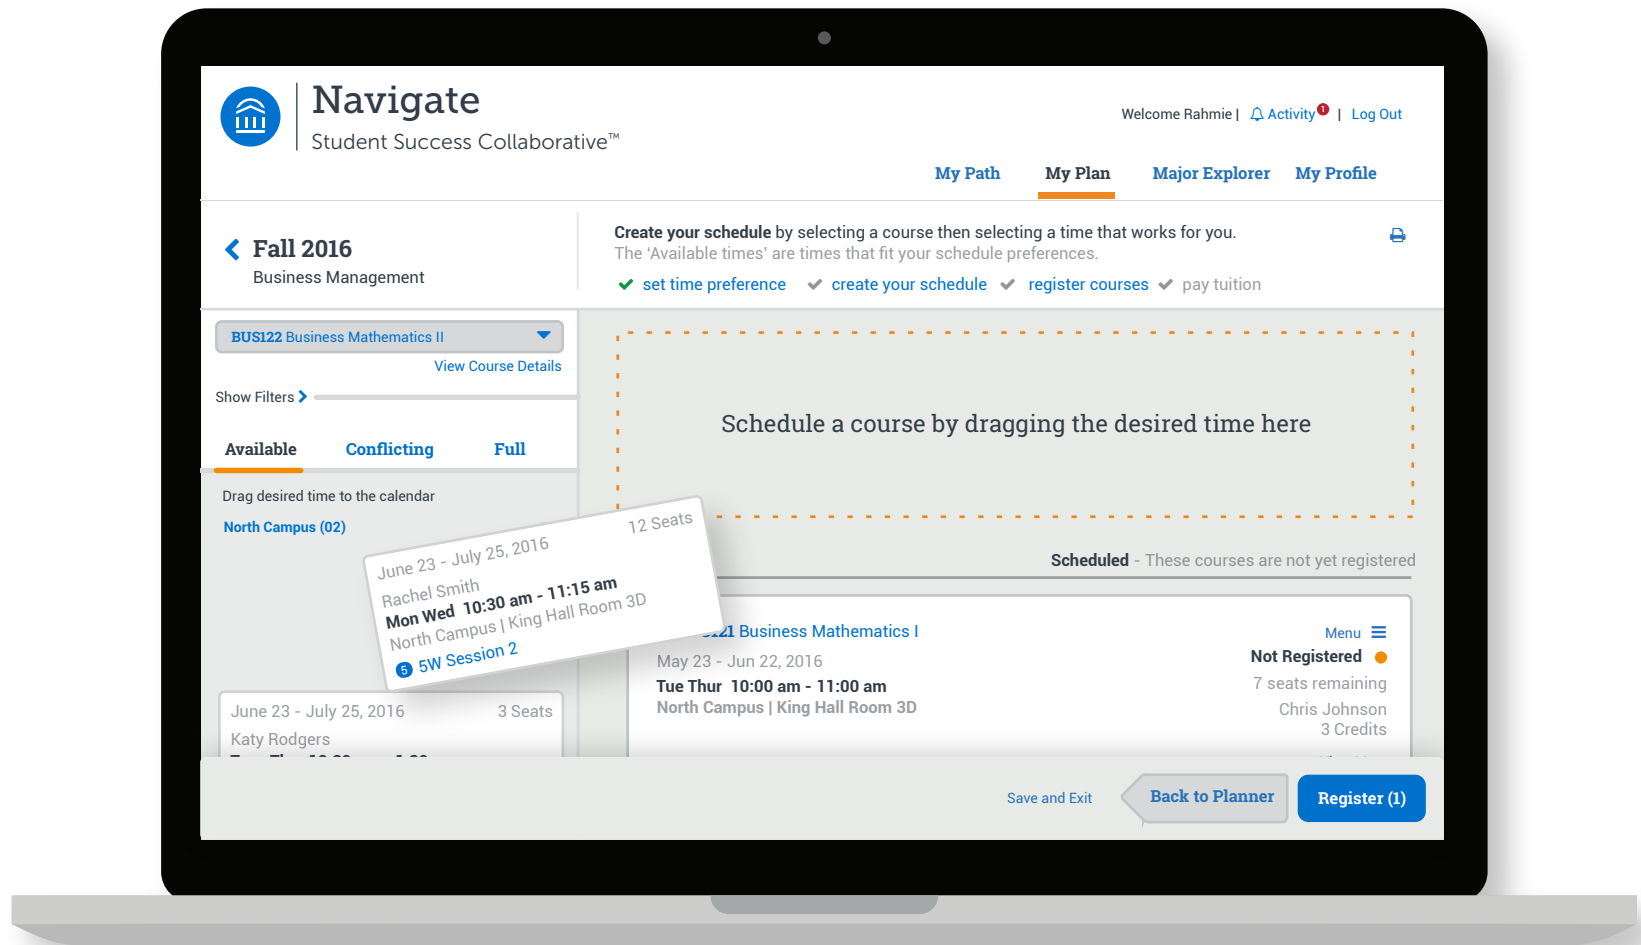 Navigate
Student Success Collaborative™
Welcome Rahmie | Activity 1 | Log Out
My Path My Plan Major Explorer My Profile
Fall 2016
Business Management
Create your schedule by selecting a course then selecting a time that works for you.
The ‘Available times’ are times that fit your schedule preferences.
set time preference create your schedule register courses pay tuition
BUS122 Business Mathematics II
View Course Details
Show Filters
Available Conflicting Full
Drag desired time to the calendar
North Campus (02)
June 23 - July 25, 2016 12 Seats
Rachel Smith
Mon Wed 10:30 am - 11:15 am
North Campus | King Hall Room 3D
5 5W Session 2
June 23 - July 25, 2016 3 Seats
Katy Rodgers
Schedule a course by dragging the desired time here
Scheduled - These courses are not yet registered
121 Business Mathematics I
May 23 - Jun 22, 2016
Tue Thur 10:00 am - 11:00 am
North Campus | King Hall Room 3D
Menu
Not Registered
7 seats remaining
Chris Johnson
3 Credits
Save and Exit
Back to Planner
Register (1)